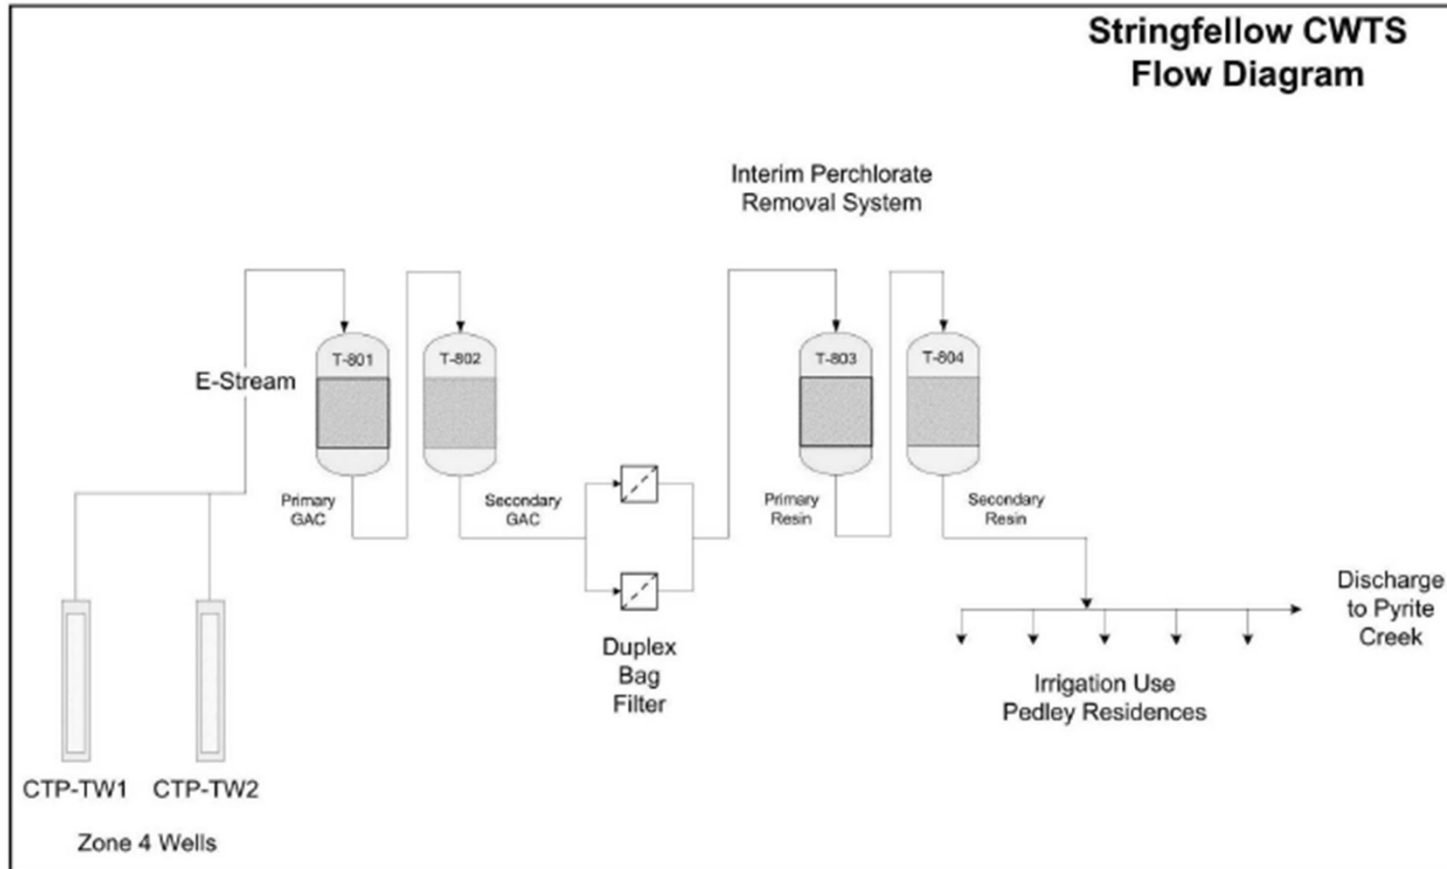 Stringfellow CWTS
Flow Diagram
Interim Perchlorate
Removal System
T-801
T-802
T-803
T-804
E-Stream
Primary
GAC
Secondary
GAC
Primary
Resin
Secondary
Resin
Duplex
Bag
Filter
Discharge
to Pyrite
Creek
Irrigation Use
Pedley Residences
CTP-TW1
CTP-TW2
Zone 4 Wells